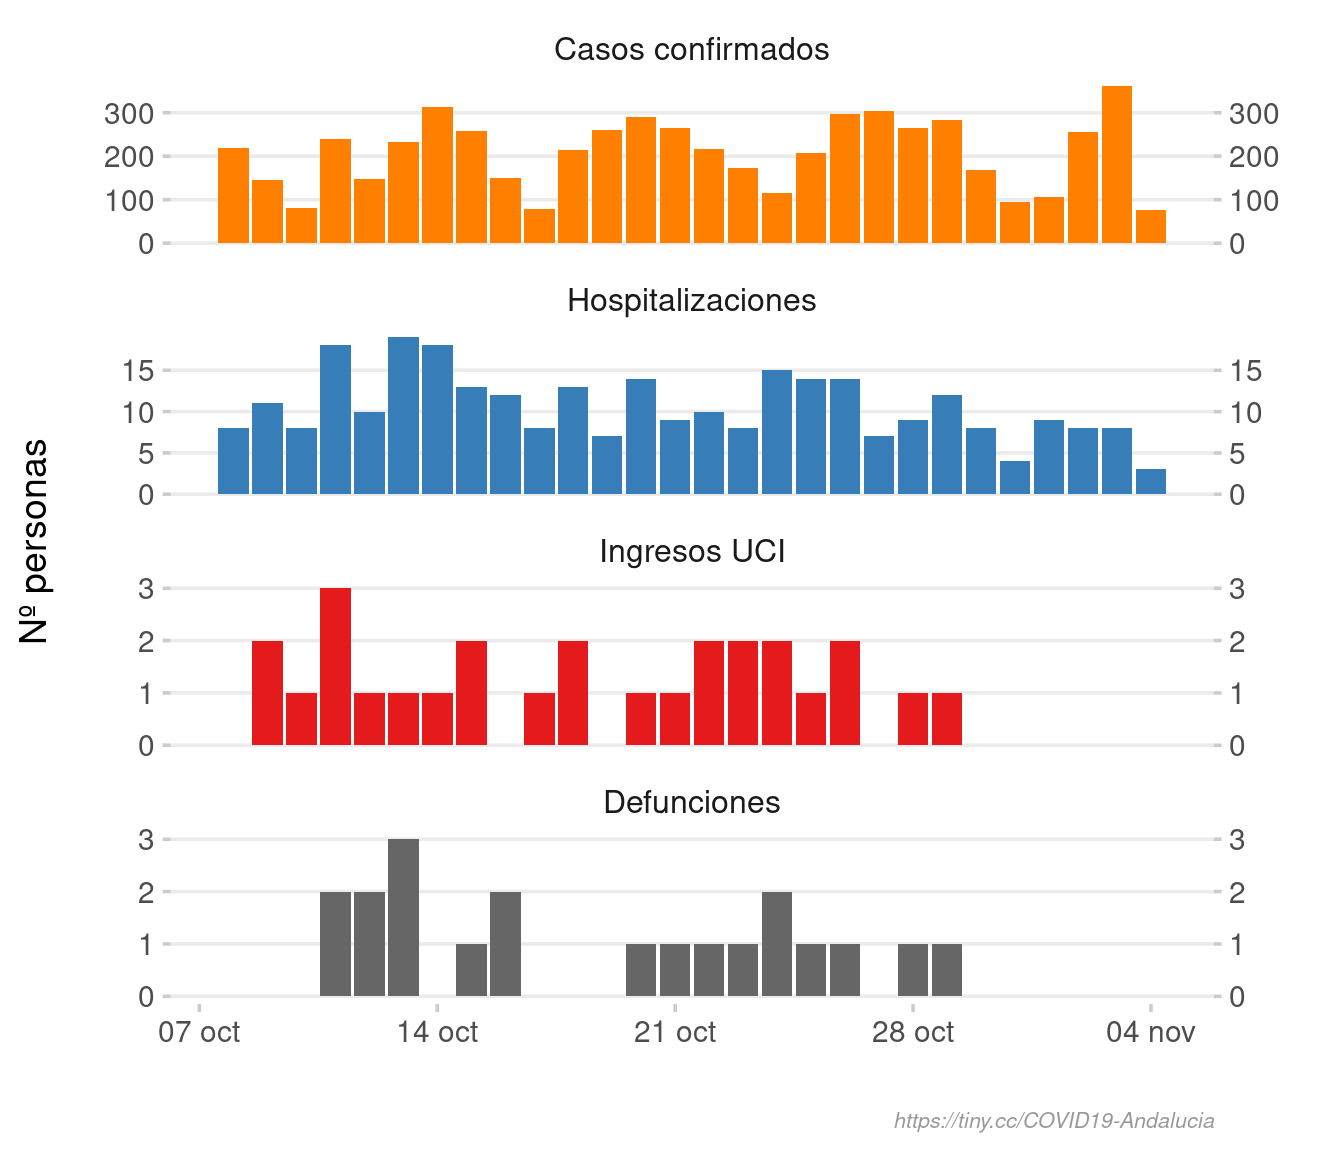 Casos confirmados
300 300
200 200
100 100
0 0
Hospitalizaciones
15 15
10 10
5 5
0 0
Nº personas
Ingresos UCI
3 3
2 2
1 1
0 0
Defunciones
3 3
2 2
1 1
0 0
07 oct 14 oct 21 oct 28 oct 04 nov
https://tiny.cc/COVID19-Andalucia